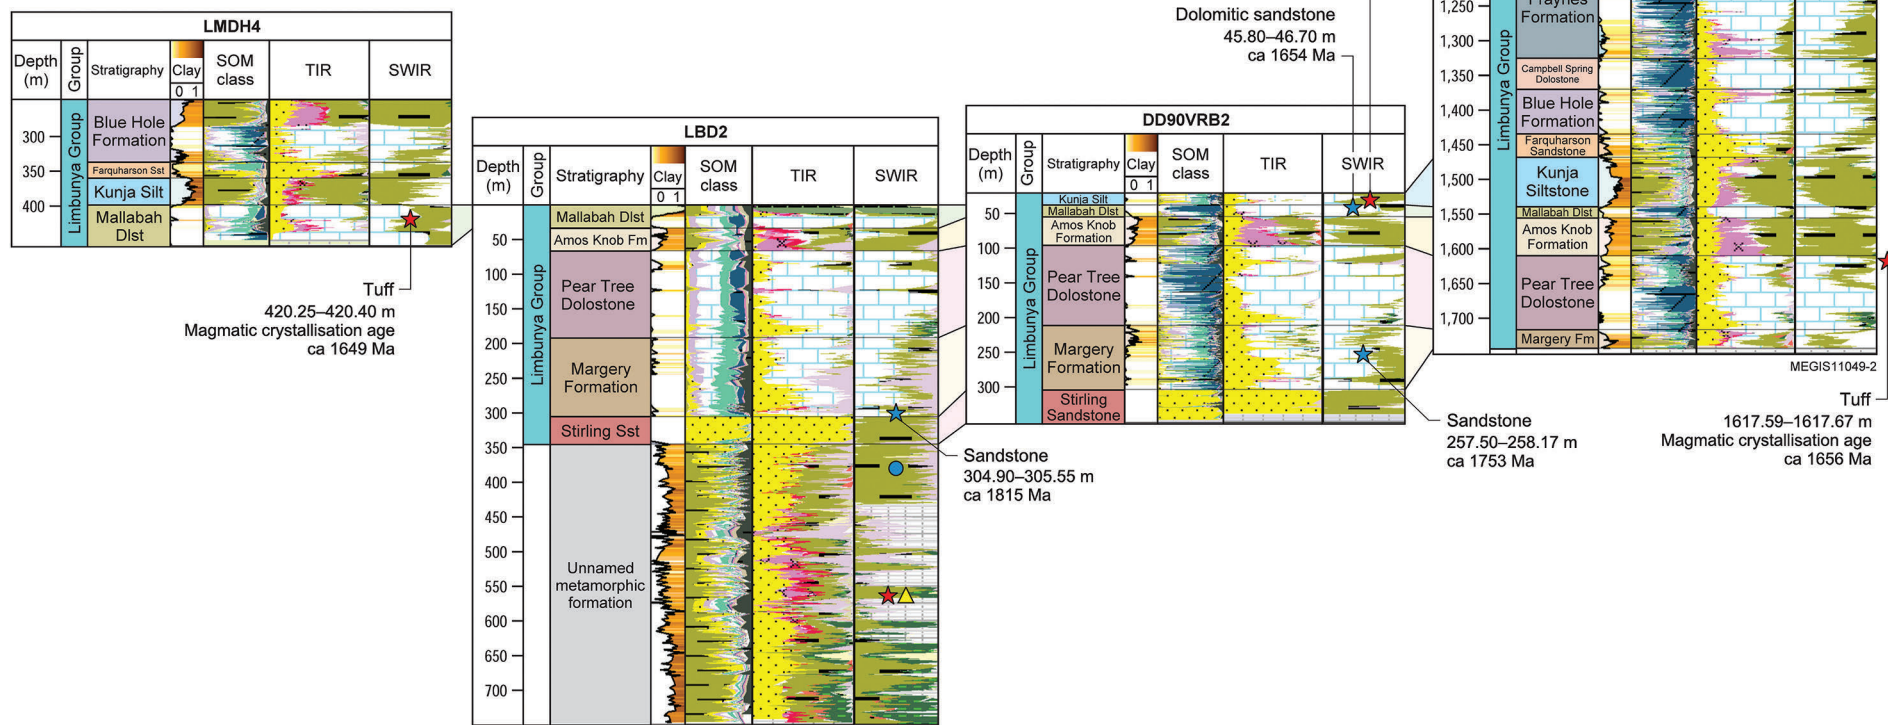 LMDH4
Depth
(m)
Group
Stratigraphy
Clay
0 1
SOM
class
TIR
SWIR
300
350
400
Limbunya Group
Blue Hole
Formation
Farquharson Sst
Kunja Silt
Mallabah
Dlst
Tuff
420.25–420.40 m
Magmatic crystallisation age
ca 1649 Ma
LBD2
Depth
(m)
Group
Stratigraphy
Clay
0 1
SOM
class
TIR
SWIR
50
100
150
200
250
300
350
400
450
500
550
600
650
700
Limbunya Group
Mallabah Dlst
Amos Knob Fm
Pear Tree
Dolostone
Margery
Formation
Stirling Sst
Unnamed
metamorphic
formation
Sandstone
304.90–305.55 m
ca 1815 Ma
Dolomitic sandstone
45.80–46.70 m
ca 1654 Ma
DD90VRB2
Depth
(m)
Group
Stratigraphy
Clay
0 1
SOM
class
TIR
SWIR
50
100
150
200
250
300
Limbunya Group
Kunja Silt
Mallabah Dlst
Amos Knob
Formation
Pear Tree
Dolostone
Margery
Formation
Stirling
Sandstone
Sandstone
257.50–258.17 m
ca 1753 Ma
1,250
1,300
1,350
1,400
1,450
1,500
1,550
1,600
1,650
1,700
Limbunya Group
Fraynes
Formation
Campbell Spring
Dolostone
Blue Hole
Formation
Farquharson
Sandstone
Kunja
Siltstone
Mallabah Dlst
Amos Knob
Formation
Pear Tree
Dolostone
Margery Fm
MEGIS11049-2
Tuff
1617.59–1617.67 m
Magmatic crystallisation age
ca 1656 Ma